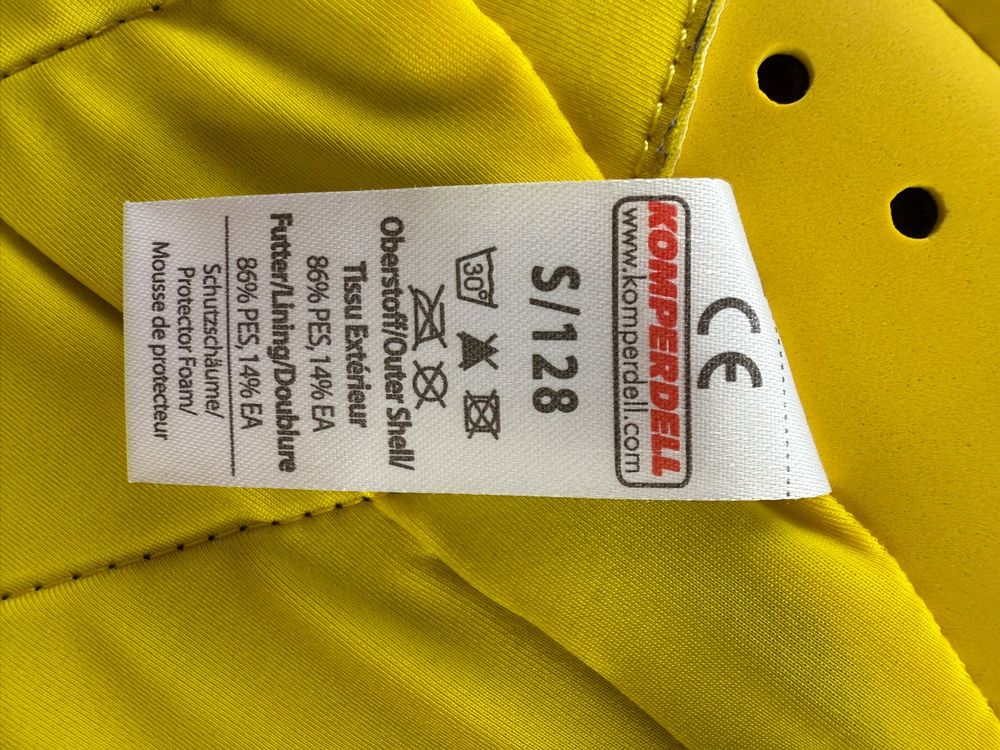 CE
KOMPERDELL
www.komperdell.com
S/128
30°
Oberstoff/Outer Shell/
Tissu Extérieur
86% PES, 14% EA
Futter/Lining/Doublure
86% PES, 14% EA
Schutzschäume/
Protector Foam/
Mousse de protecteur